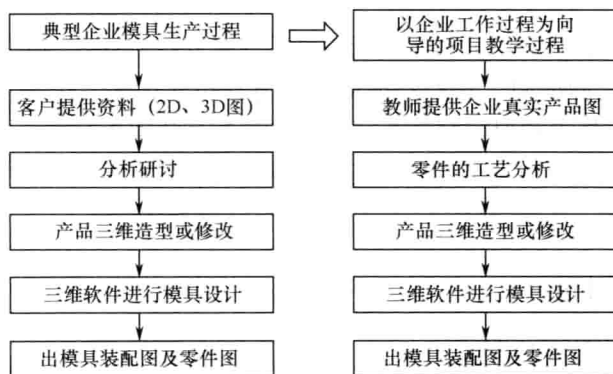 典型企业模具生产过程
客户提供资料（2D、3D图）
分析研讨
产品三维造型或修改
三维软件进行模具设计
出模具装配图及零件图
以企业工作过程为向
导的项目教学过程
教师提供企业真实产品图
零件的工艺分析
产品三维造型或修改
三维软件进行模具设计
出模具装配图及零件图